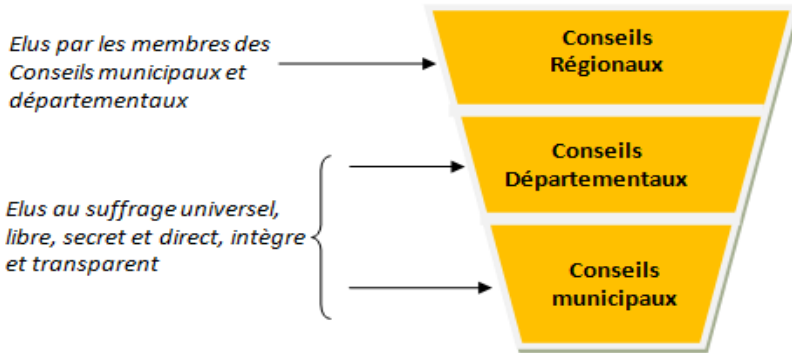 Elus par les membres des
Conseils municipaux et
départementaux
Conseils
Régionaux
Conseils
Départementaux
Elus au suffrage universel,
libre, secret et direct, intègre
et transparent
Conseils
municipaux